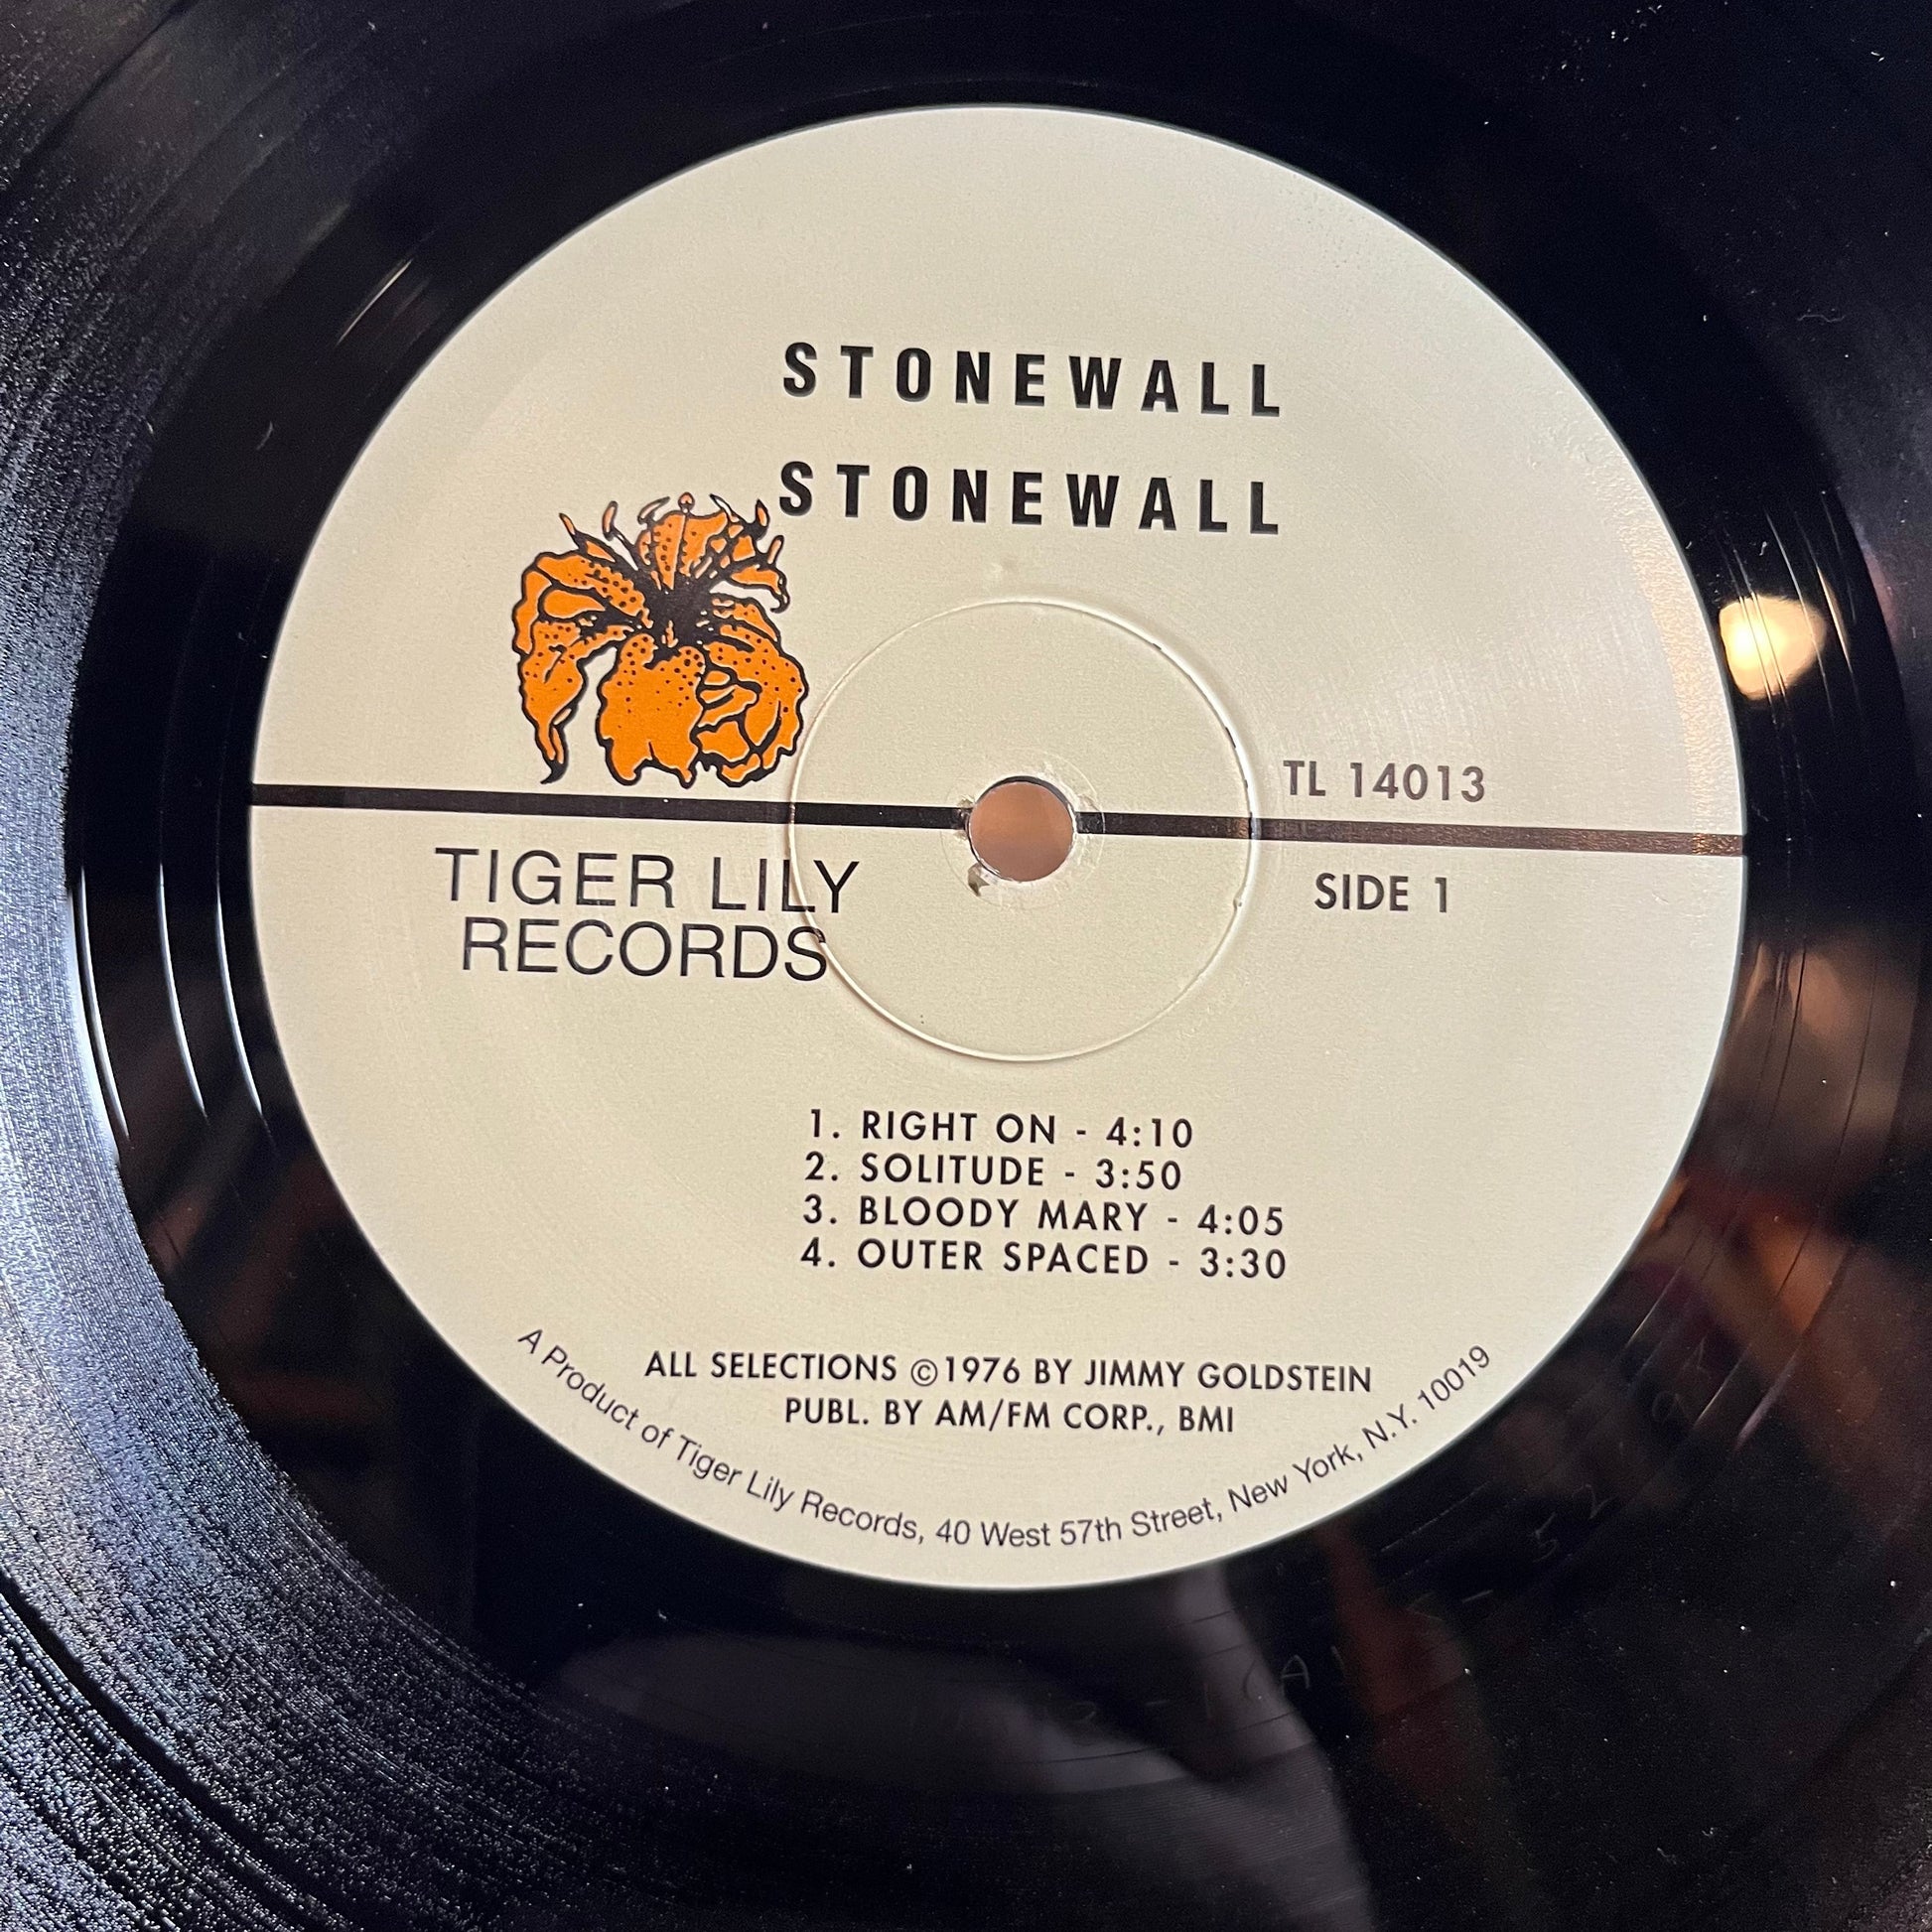 STONEWALL
STONEWALL
TL 14013
TIGER LILY
RECORDS
SIDE 1
1. RIGHT ON - 4:10
2. SOLITUDE - 3:50
3. BLOODY MARY - 4:05
4. OUTER SPACED - 3:30
ALL SELECTIONS ©1976 BY JIMMY GOLDSTEIN
PUBL. BY AM/FM CORP., BMI
A Product of Tiger Lily Records, 40 West 57th Street, New York, N.Y. 10019